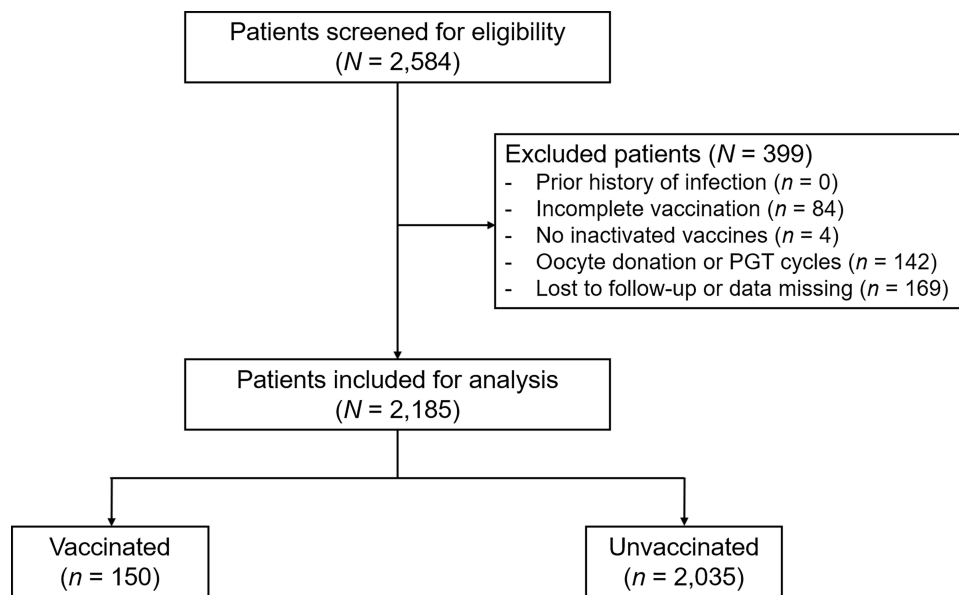 Patients screened for eligibility
(N = 2,584)
Excluded patients (N = 399)
- Prior history of infection (n = 0)
- Incomplete vaccination (n = 84)
- No inactivated vaccines (n = 4)
- Oocyte donation or PGT cycles (n = 142)
- Lost to follow-up or data missing (n = 169)
Patients included for analysis
(N = 2,185)
Vaccinated
(n = 150)
Unvaccinated
(n = 2,035)